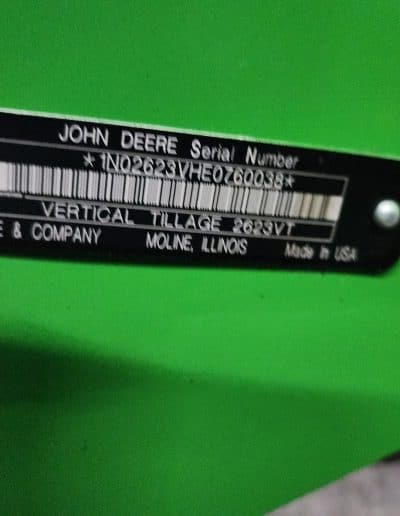 JOHN DEERE Serial Number
*1N02623VHE0760038*
VERTICAL TILLAGE 2623VT
E & COMPANY MOLINE, ILLINOIS Made in USA